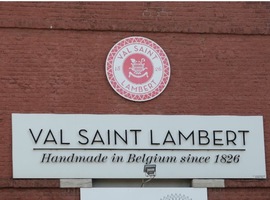 VAL SAINT
LAMBERT
VAL SAINT LAMBERT
Handmade in Belgium since 1826